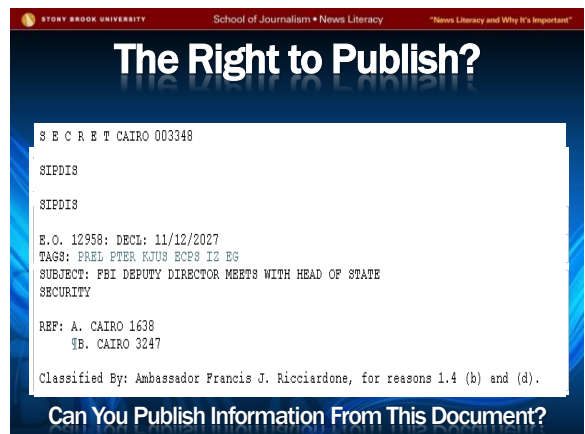 STONY BROOK UNIVERSITY School of Journalism • News Literacy "News Literacy and Why It's Important"
The Right to Publish?
S E C R E T CAIRO 003348
SIPDIS
SIPDIS
E.O. 12958: DECL: 11/12/2027
TAGS: PREL PTER KJUS ECPS IZ EG
SUBJECT: FBI DEPUTY DIRECTOR MEETS WITH HEAD OF STATE
SECURITY
REF: A. CAIRO 1638
¶B. CAIRO 3247
Classified By: Ambassador Francis J. Ricciardone, for reasons 1.4 (b) and (d).
Can You Publish Information From This Document?